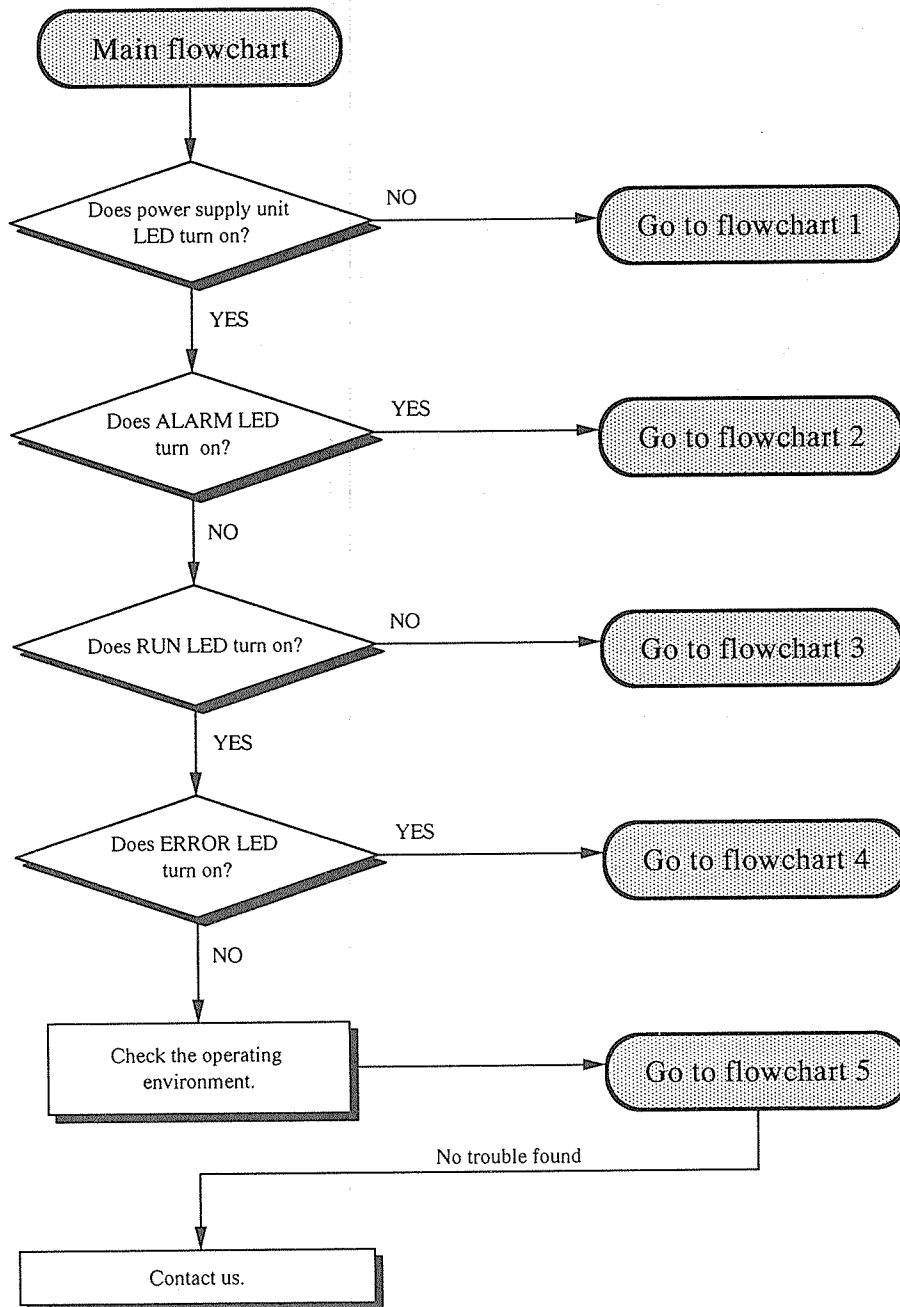 Main flowchart
Does power supply unit
LED turn on?
NO
Go to flowchart 1
YES
Does ALARM LED
turn on?
YES
Go to flowchart 2
NO
Does RUN LED turn on?
NO
Go to flowchart 3
YES
Does ERROR LED
turn on?
YES
Go to flowchart 4
NO
Check the operating
environment.
Go to flowchart 5
No trouble found
Contact us.